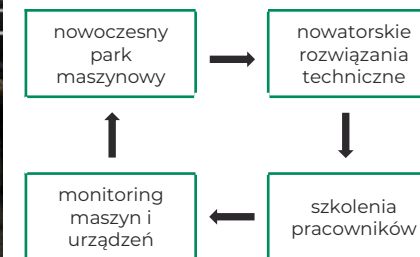 nowoczesny
park
maszynowy
nowatorskie
rozwiązania
techniczne
monitoring
maszyn i
urządzeń
szkolenia
pracowników